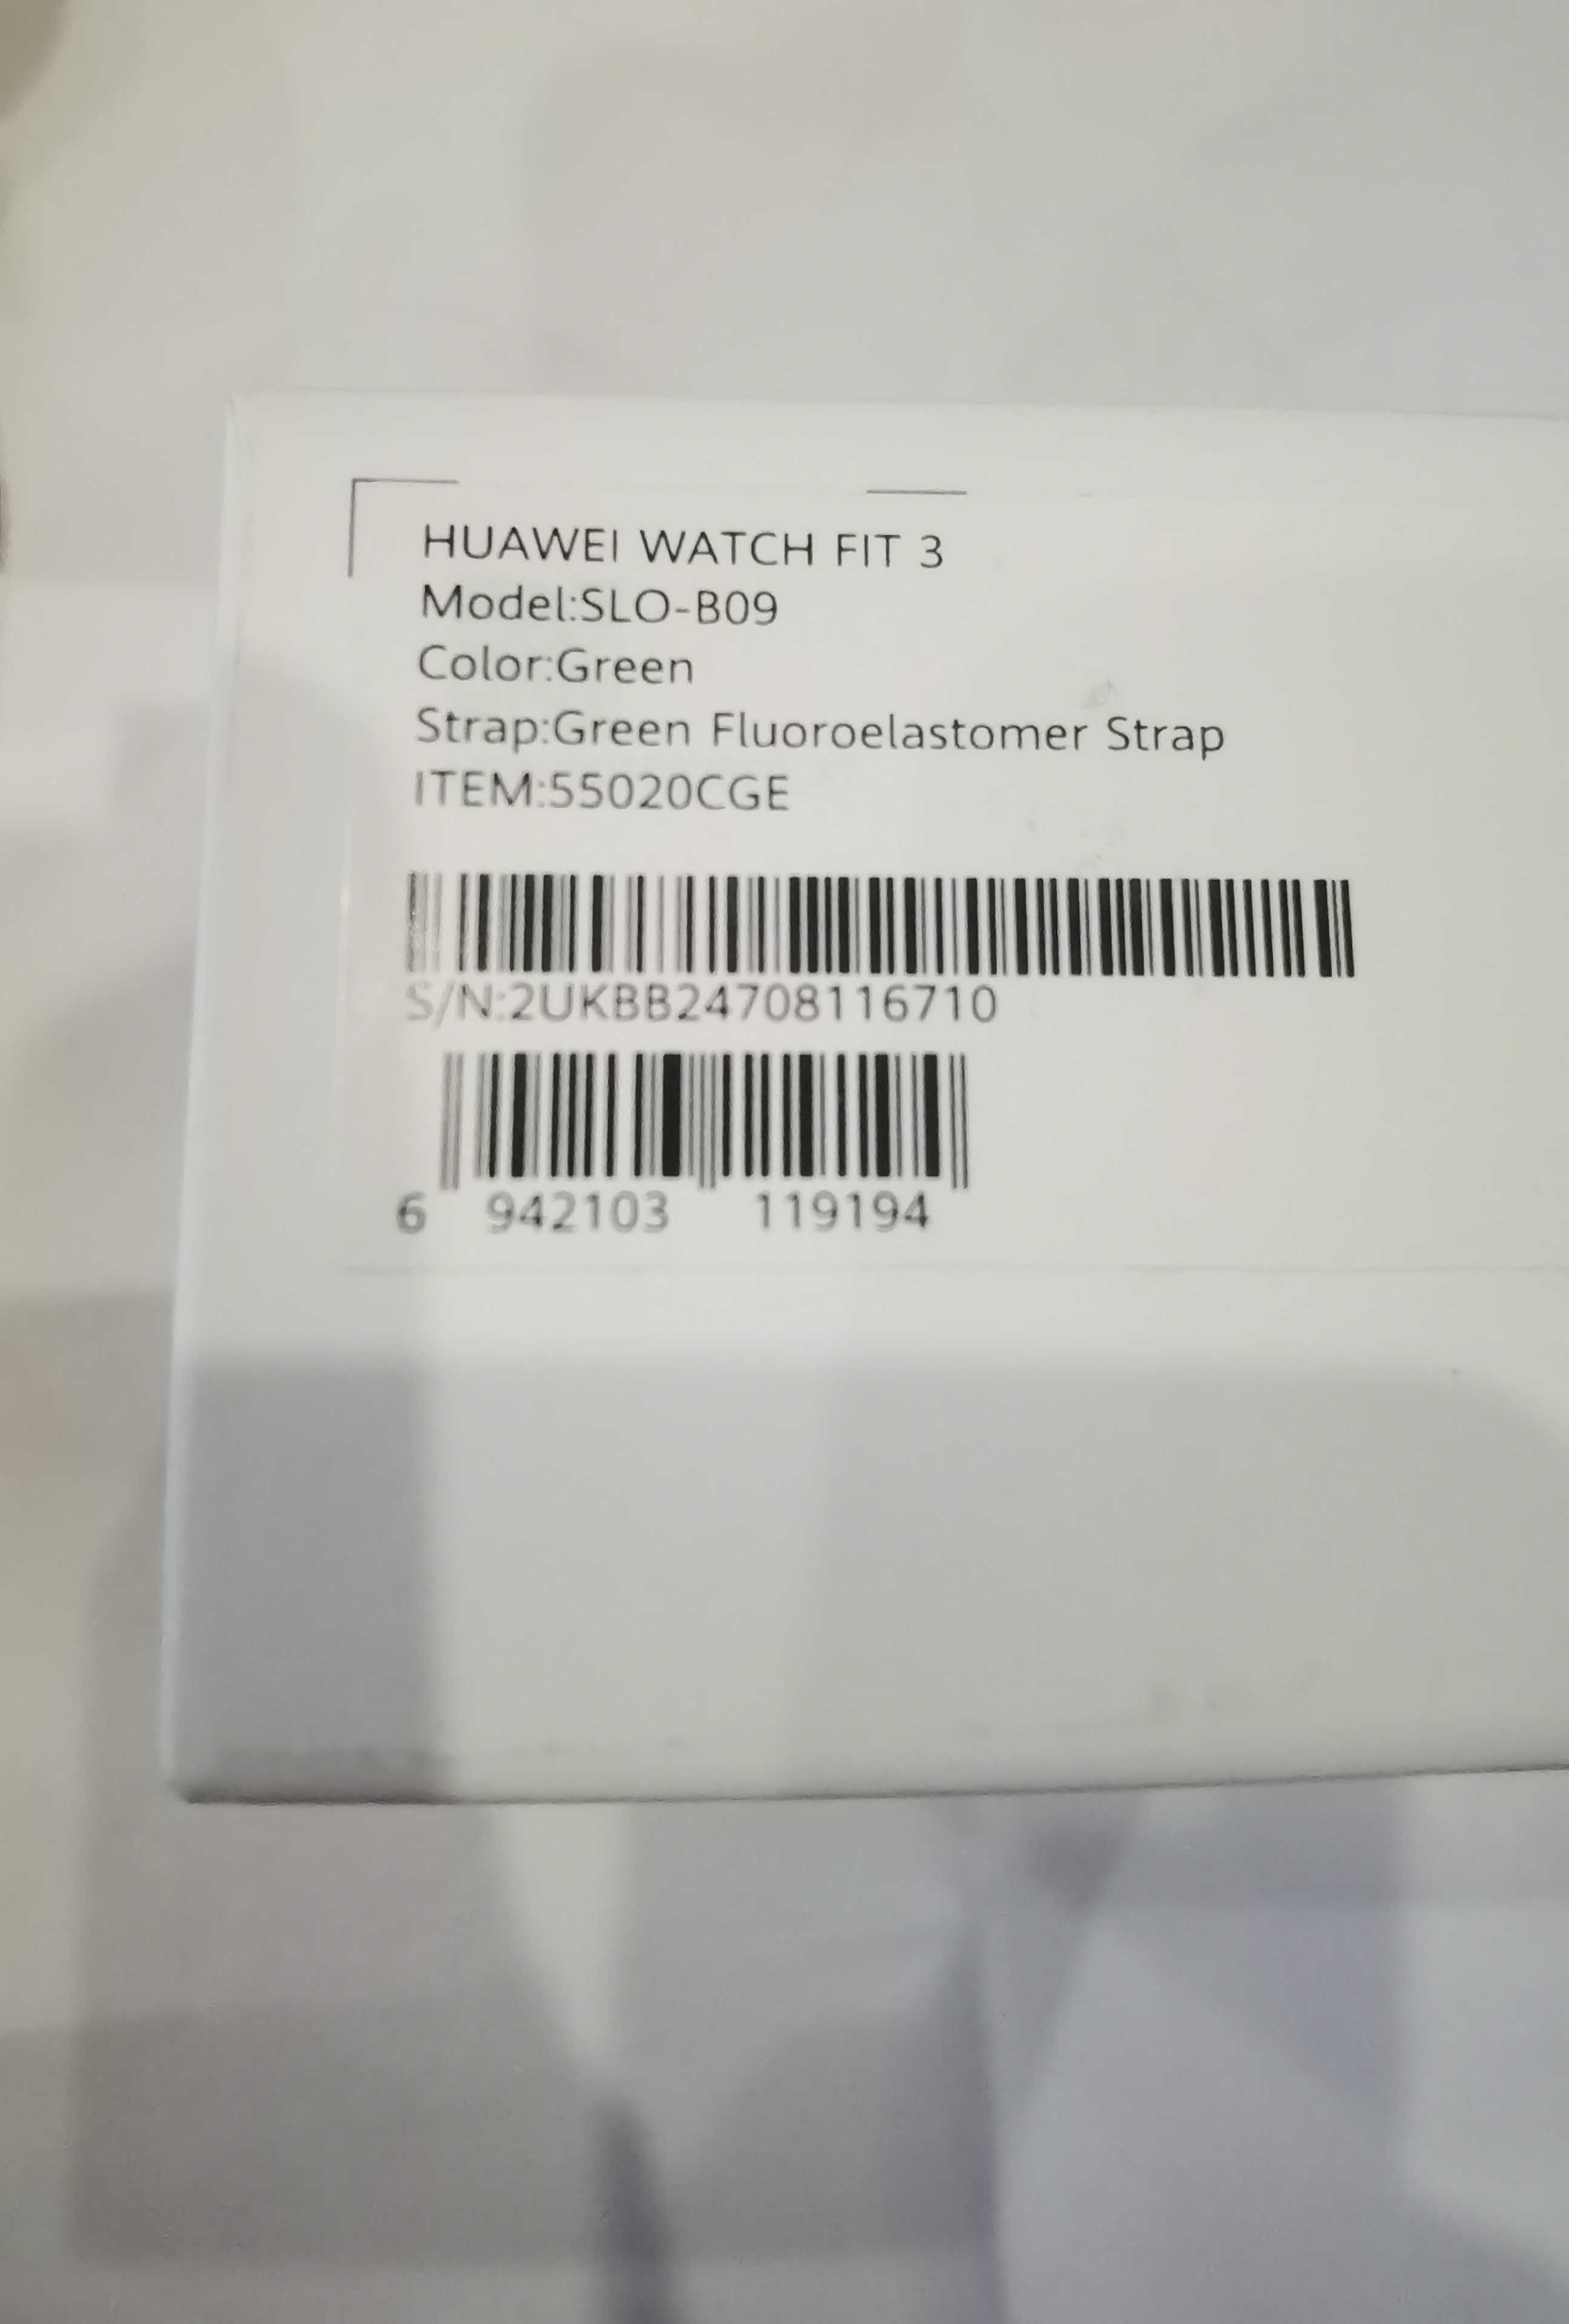 HUAWEI WATCH FIT 3
Model:SLO-B09
Color:Green
Strap:Green Fluoroelastomer Strap
ITEM:55020CGE
S/N:2UKBB24708116710
6 942103 119194